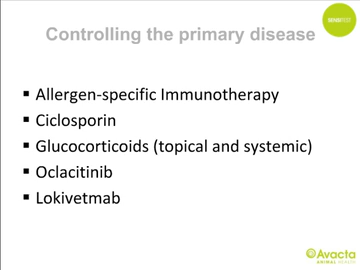 Controlling the primary disease
Allergen-specific Immunotherapy
Ciclosporin
Glucocorticoids (topical and systemic)
Oclacitinib
Lokivetmab
Avacta
ANIMAL HEALTH